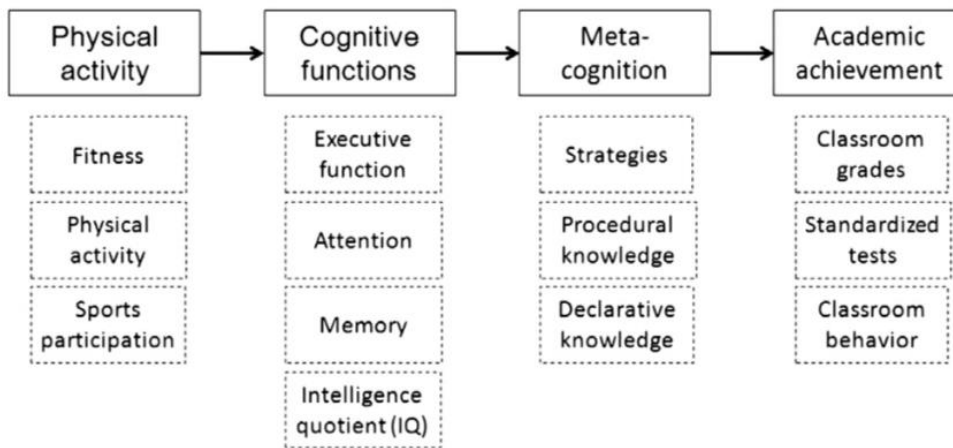 Physical
activity
Cognitive
functions
Meta-
cognition
Academic
achievement
Fitness
Physical
activity
Sports
participation
Executive
function
Attention
Memory
Intelligence
quotient (IQ)
Strategies
Procedural
knowledge
Declarative
knowledge
Classroom
grades
Standardized
tests
Classroom
behavior